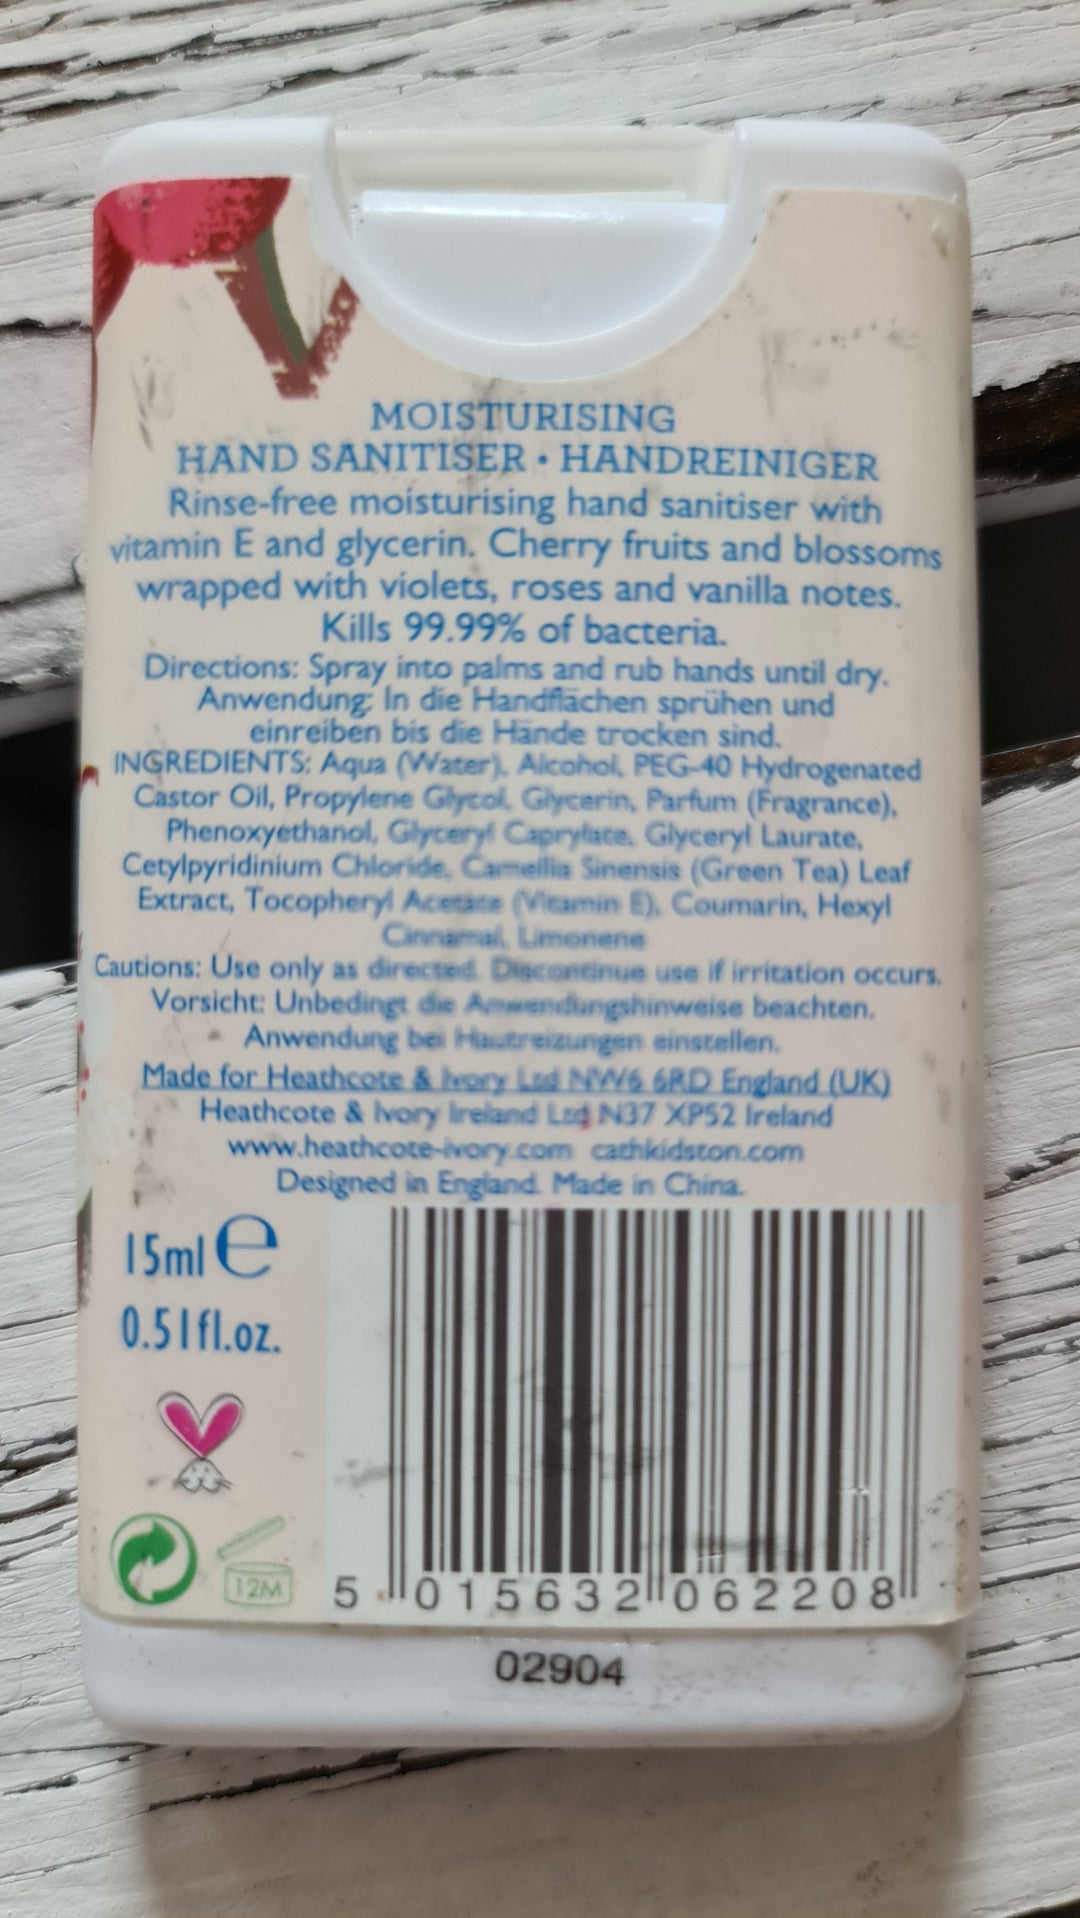 MOISTURISING
HAND SANITISER • HANDREINIGER
Rinse-free moisturising hand sanitiser with
vitamin E and glycerin. Cherry fruits and blossoms
wrapped with violets, roses and vanilla notes.
Kills 99.99% of bacteria.
Directions: Spray into palms and rub hands until dry.
Anwendung: In die Handflächen sprühen und
einreiben bis die Hände trocken sind.
INGREDIENTS: Aqua (Water), Alcohol, PEG-40 Hydrogenated
Castor Oil, Propylene Glycol, Glycerin, Parfum (Fragrance),
Phenoxyethanol, Glyceryl Caprylate, Glyceryl Laurate,
Cetylpyridinium Chloride, Camellia Sinensis (Green Tea) Leaf
Extract, Tocopheryl Acetate (Vitamin E), Coumarin, Hexyl
Cinnamal, Limonene
Cautions: Use only as directed. Discontinue use if irritation occurs.
Vorsicht: Unbedingt die Anwendungshinweise beachten.
Anwendung bei Hautreizungen einstellen.
Made for Heathcote & Ivory Ltd NW6 6RD England (UK)
Heathcote & Ivory Ireland Ltd N37 XP52 Ireland
www.heathcote-ivory.com cathkidston.com
Designed in England. Made in China.
15ml e
0.51fl.oz.
12M
5 015632 062208
02904